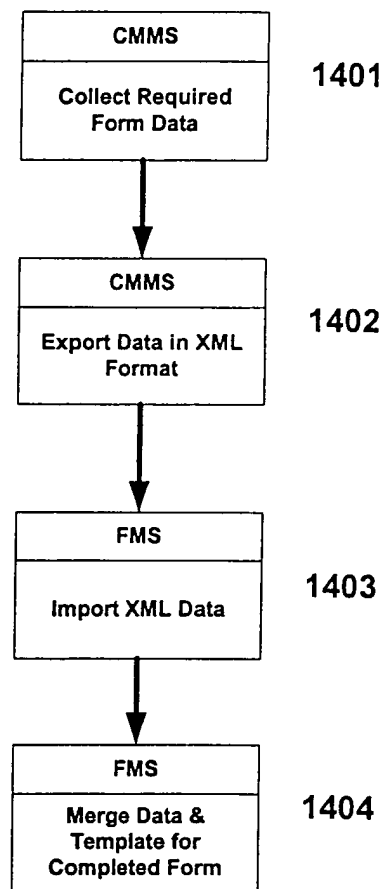 CMMS
1401
Collect Required
Form Data
CMMS
1402
Export Data in XML
Format
FMS
1403
Import XML Data
FMS
1404
Merge Data &
Template for
Completed Form